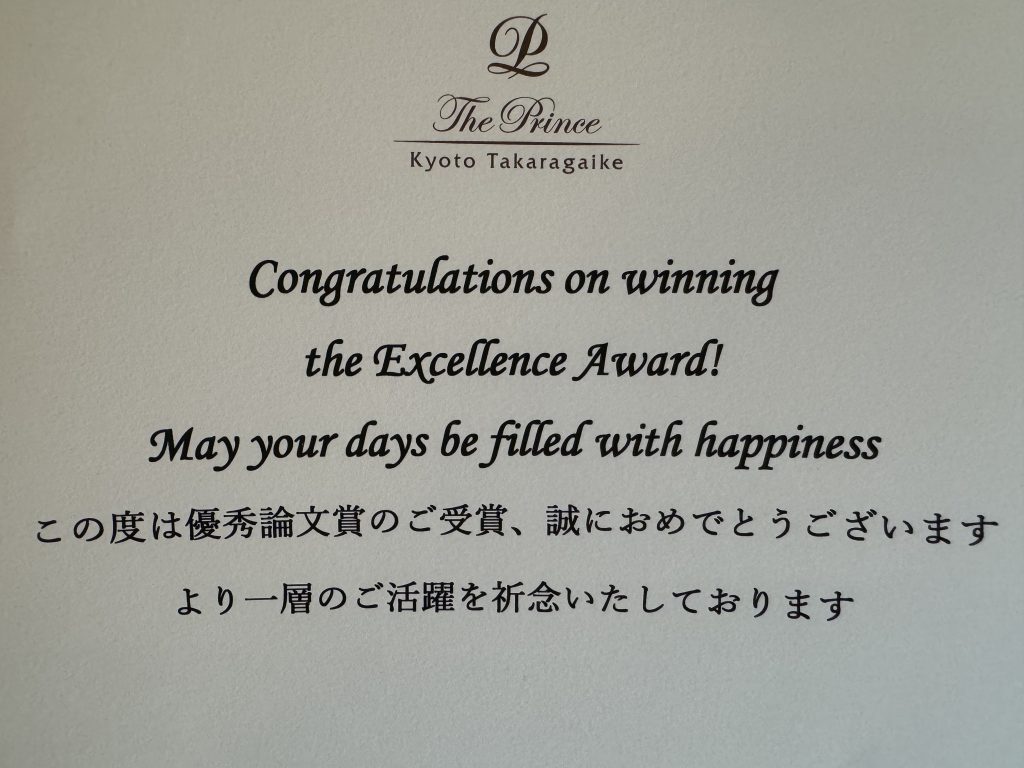 The Prince
Kyoto Takaragaike
Congratulations on winning
the Excellence Award!
May your days be filled with happiness
この度は優秀論文賞のご受賞、誠におめでとうございます
より一層のご活躍を祈念いたしております